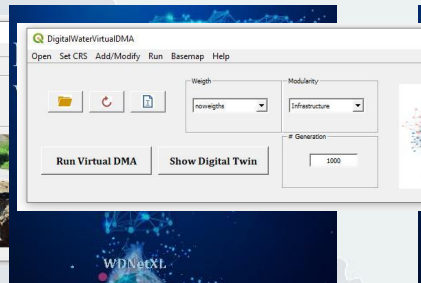 DigitalWaterVirtualDMA
Open Set CRS Add/Modify Run Basemap Help
Weigth
Modularity
noweigths
Infrastructure
# Generation
1000
Run Virtual DMA
Show Digital Twin
WDNetXL